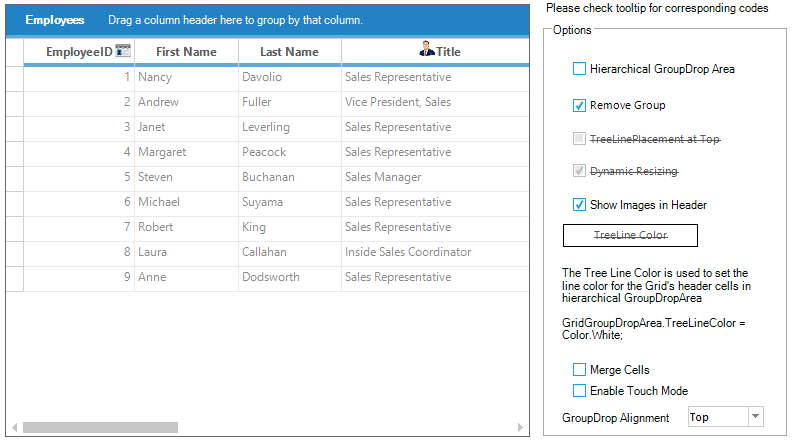 Please check tooltip for corresponding codes
Employees Drag a column header here to group by that column.
EmployeeID First Name Last Name Title
1 Nancy Davolio Sales Representative
2 Andrew Fuller Vice President, Sales
3 Janet Leverling Sales Representative
4 Margaret Peacock Sales Representative
5 Steven Buchanan Sales Manager
6 Michael Suyama Sales Representative
7 Robert King Sales Representative
8 Laura Callahan Inside Sales Coordinator
9 Anne Dodsworth Sales Representative
Options
Hierarchical GroupDrop Area
Remove Group
TreeLinePlacement at Top
Dynamic Resizing
Show Images in Header
TreeLine Color
The Tree Line Color is used to set the
line color for the Grid's header cells in
hierarchical GroupDropArea
GridGroupDropArea.TreeLineColor =
Color.White;
Merge Cells
Enable Touch Mode
GroupDrop Alignment Top